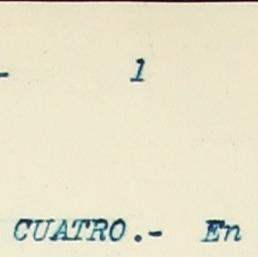 - 1
CUATRO.- En